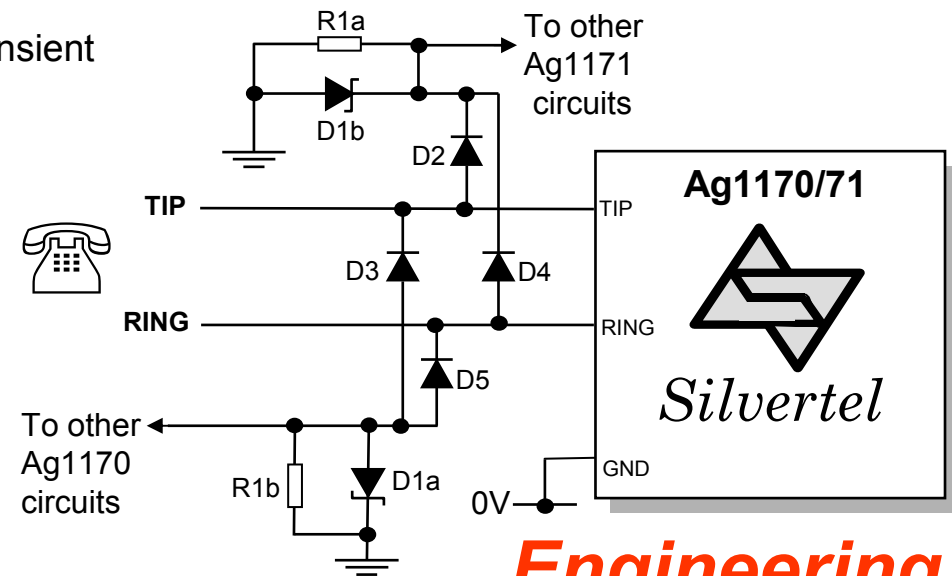 nsient
R1a
To other
Ag1171
circuits
D1b
D2
TIP
TIP
Ag1170/71
D3
D4
RING
RING
Silvertel
D5
To other
Ag1170
circuits
R1b
D1a
GND
0V
Engineering